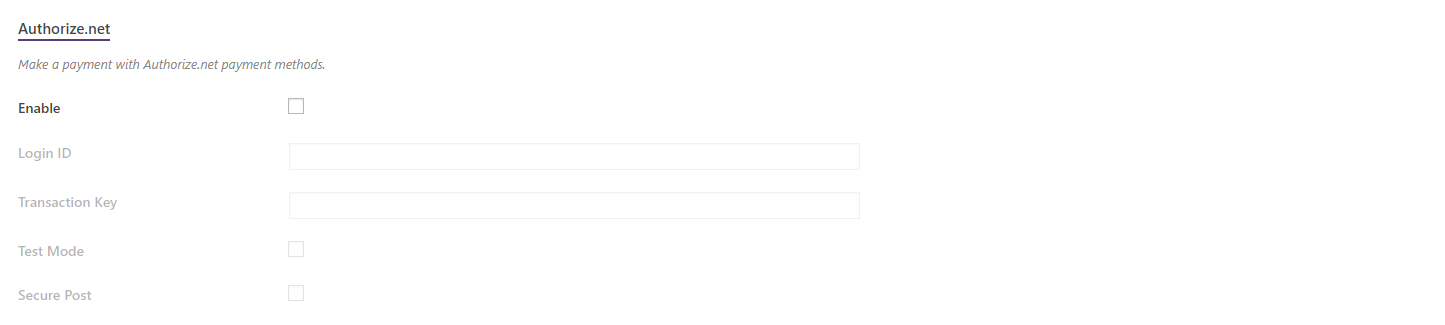 Authorize.net
Make a payment with Authorize.net payment methods.
Enable
Login ID
Transaction Key
Test Mode
Secure Post